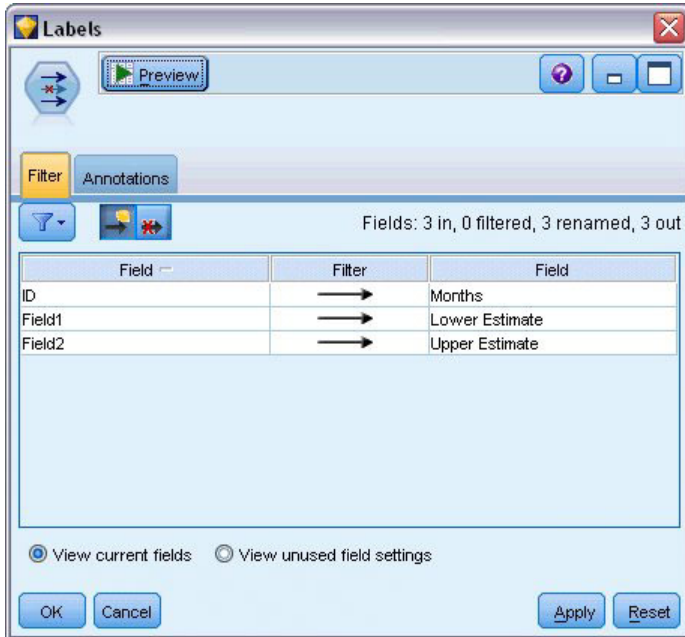 Labels
Preview
Filter Annotations
Fields: 3 in, 0 filtered, 3 renamed, 3 out
Field Filter Field
ID Months
Field1 Lower Estimate
Field2 Upper Estimate
View current fields View unused field settings
OK Cancel Apply Reset